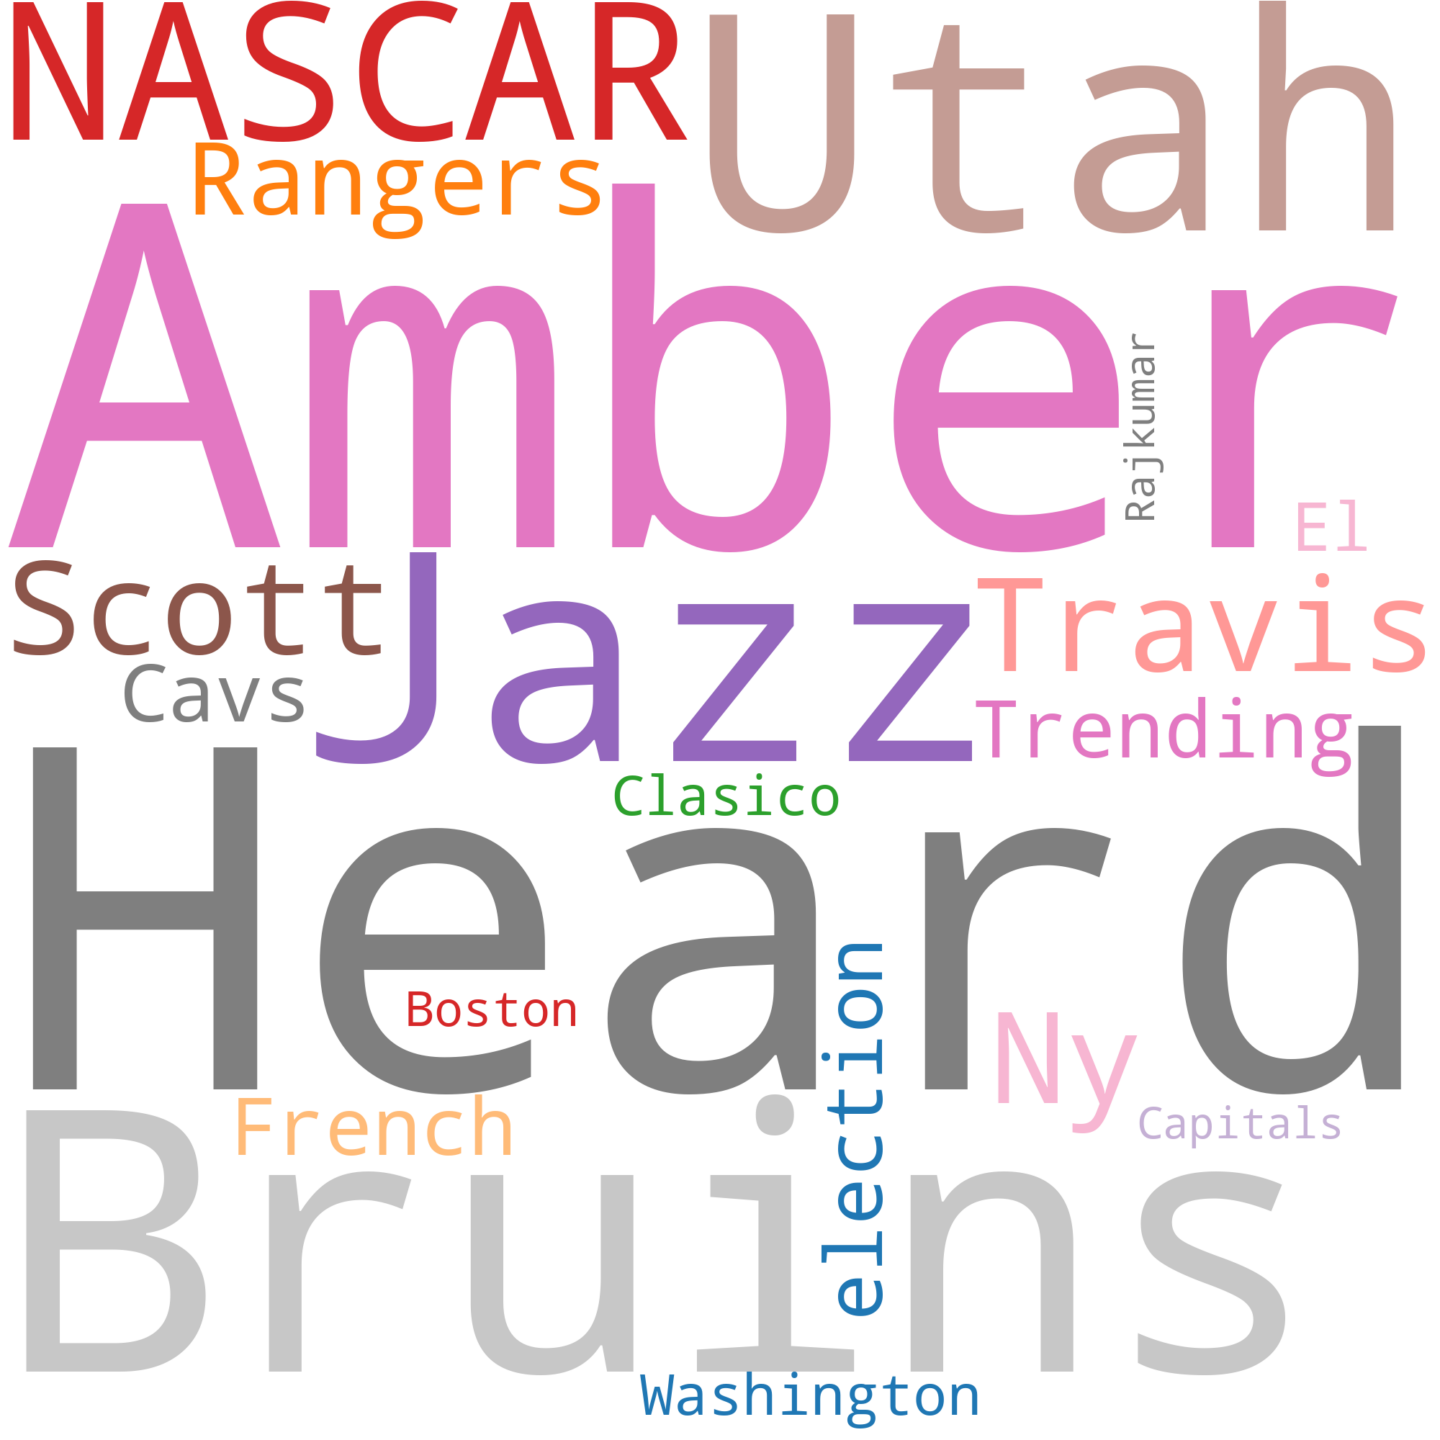 NASCAR
Utah
Rangers
Amber
Rajkumar
El
Scott
Jazz
Travis
Cavs
Trending
Clasico
Heard
Boston
election
Ny
French
Capitals
Bruins
Washington